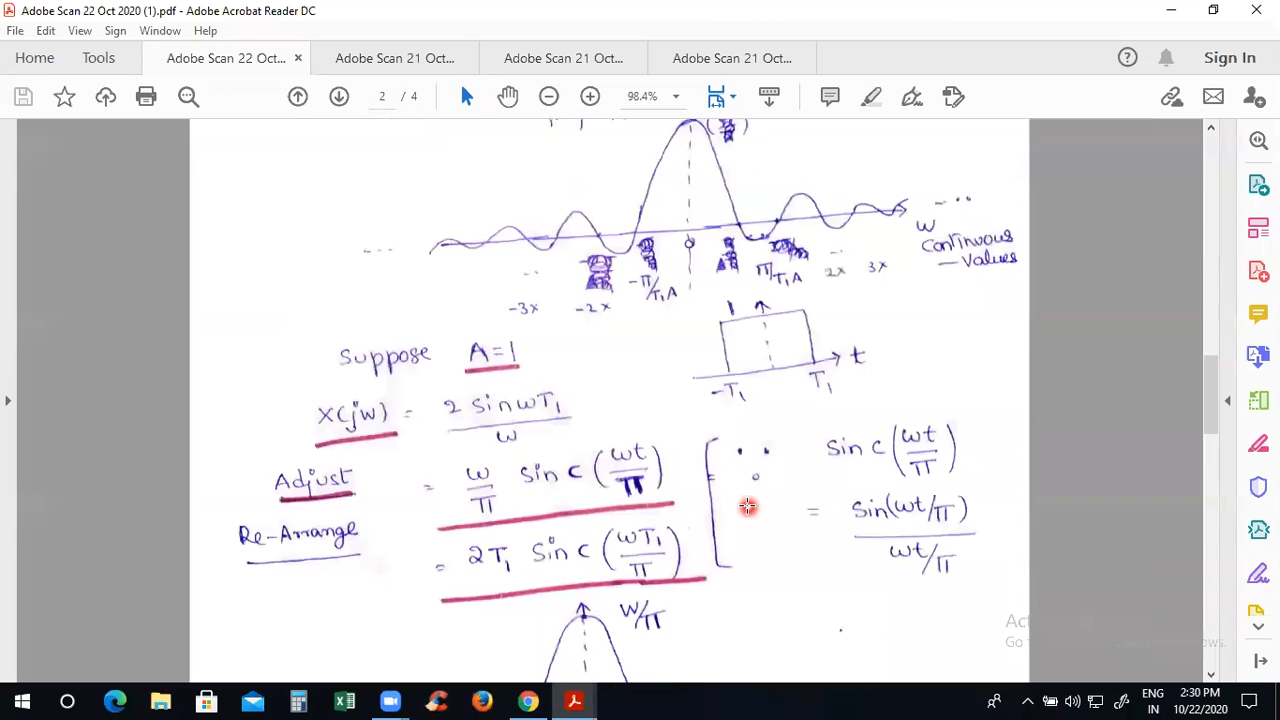 Adobe Scan 22 Oct 2020 (1).pdf - Adobe Acrobat Reader DC
File Edit View Sign Window Help
Home Tools Adobe Scan 22 Oct... × Adobe Scan 21 Oct... Adobe Scan 21 Oct... Adobe Scan 21 Oct... Sign In
2 / 4 98.4%
ω
Continuous
— Values
0
-π/T₁A π/T₁A 2x 3x
-3x -2x
Suppose A=1
1
t
-T₁ T₁
X(jω) = 2 Sin ωT₁ / ω
Adjust = ω/π Sin c (ωt/π)
Sin c (ωt/π)
= Sin(ωt/π) / ωt/π
Re-Arrange
= 2T₁ Sin c (ωT₁/π)
W/π
ENG
IN
2:30 PM
10/22/2020